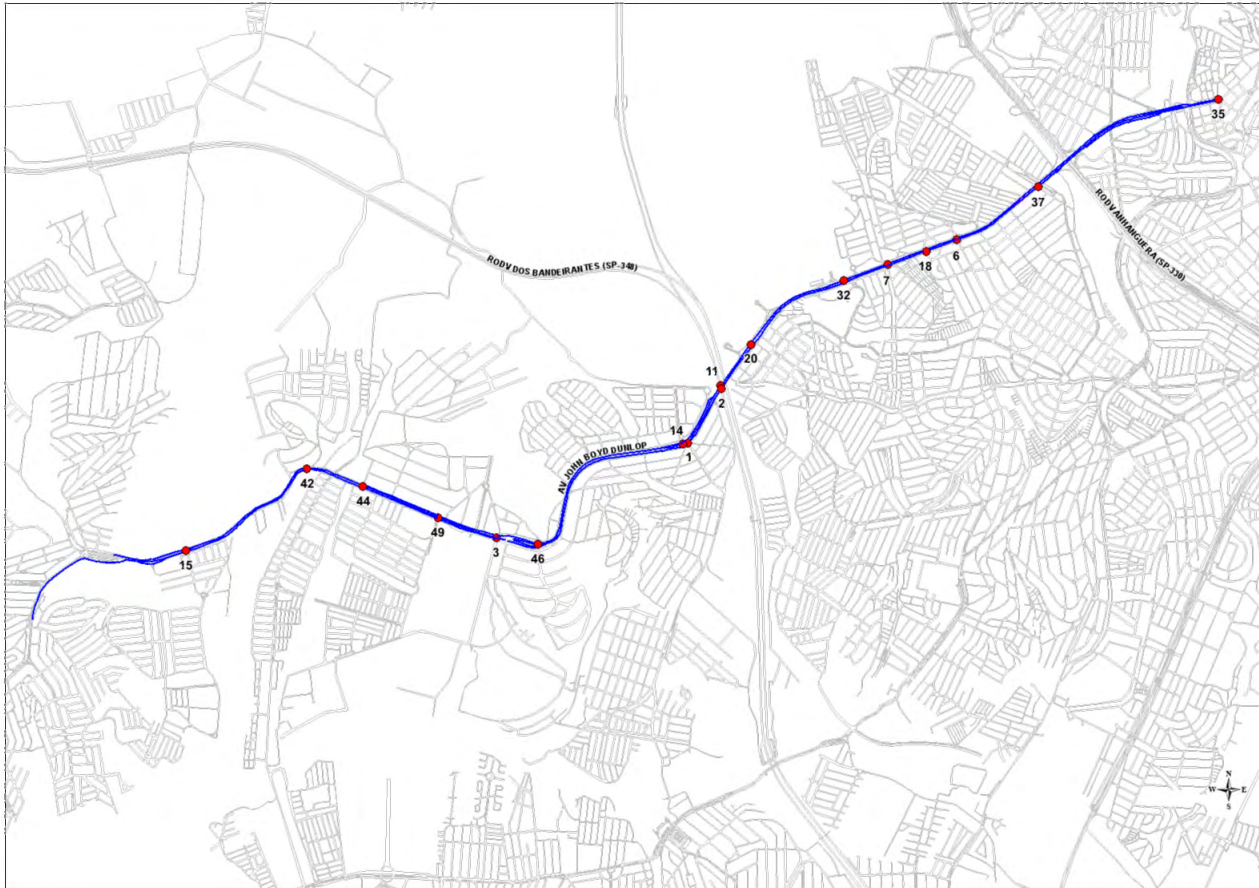 35
37
RODV ANHANGUERA (SP-330)
6
18
7
32
RODV DOS BANDEIRANTES (SP-348)
20
11
2
14
1
AV JOHN BOYD DUNLOP
42
44
49
3
46
15
N
W E
S